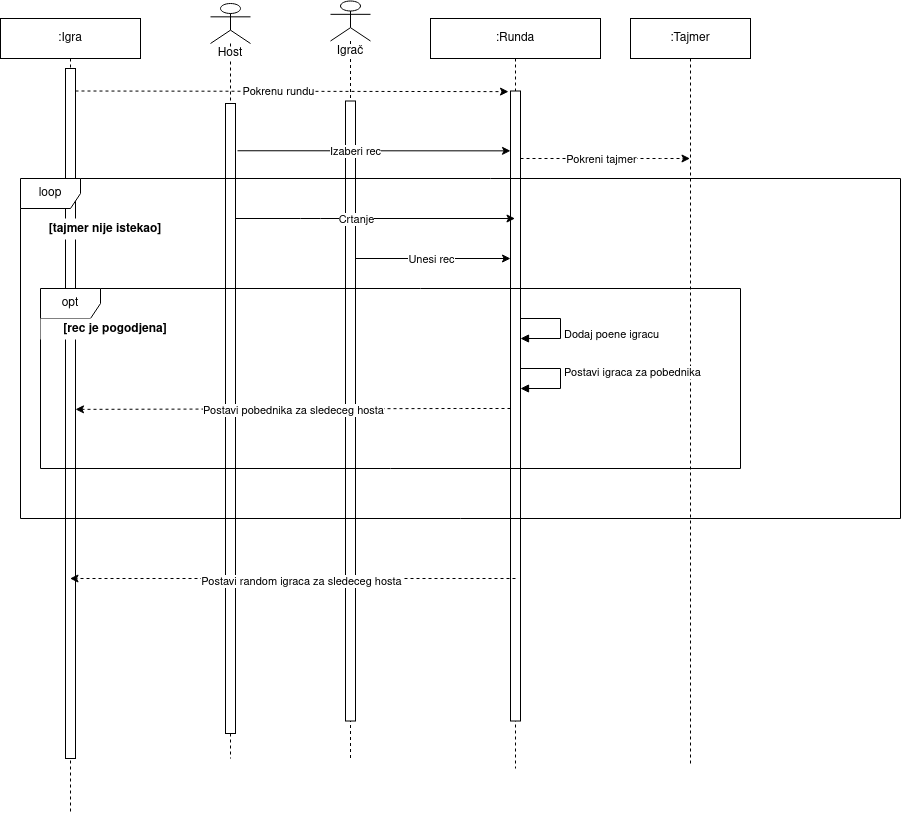 :Igra
Host
Igrač
:Runda
:Tajmer
Pokrenu rundu
Izaberi rec
Pokreni tajmer
loop
[tajmer nije istekao]
Crtanje
Unesi rec
opt
[rec je pogodjena]
Dodaj poene igracu
Postavi igraca za pobednika
Postavi pobednika za sledeceg hosta
Postavi random igraca za sledeceg hosta